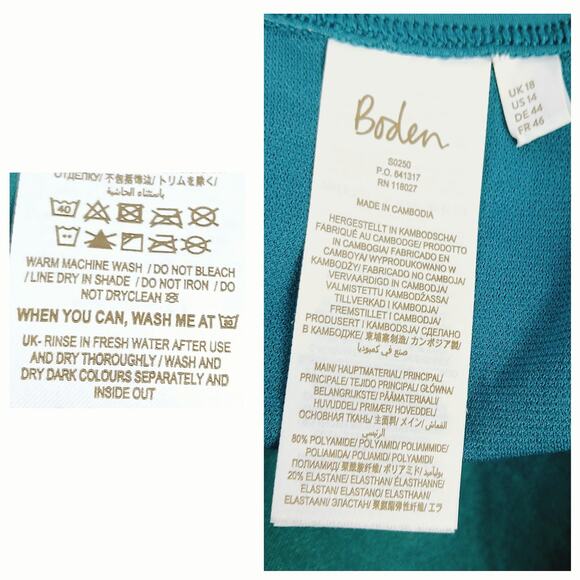 ОТДЕЛКУ/ 不包括饰边/ トリムを除く/
باستثناء الحاشية
40
WARM MACHINE WASH / DO NOT BLEACH
/ LINE DRY IN SHADE / DO NOT IRON / DO
NOT DRYCLEAN
WHEN YOU CAN, WASH ME AT 30
UK- RINSE IN FRESH WATER AFTER USE
AND DRY THOROUGHLY / WASH AND
DRY DARK COLOURS SEPARATELY AND
INSIDE OUT
Boden
S0250
P.O. 641317
RN 118027
MADE IN CAMBODIA
HERGESTELLT IN KAMBODSCHA/
FABRIQUÉ AU CAMBODGE/ PRODOTTO
IN CAMBOGIA/ FABRICADO EN
CAMBOYA/ WYPRODUKOWANO W
KAMBODŻY/ FABRICADO NO CAMBOJA
VERVAARDIGD IN CAMBODJA/
VALMISTETTU KAMBODŽASSA/
TILLVERKAD I KAMBODJA/
FREMSTILLET I CAMBODJA/
PRODUSERT I KAMBODSJA/ СДЕЛАНО
В КАМБОДЖЕ/ 柬埔寨制造/ カンボジア製/
صنع في كمبوديا
MAIN/ HAUPTMATERIAL/ PRINCIPAL/
PRINCIPALE/ TEJIDO PRINCIPAL/ GŁÓWNA/
BELANGRIJKSTE/ PÄÄMATERIAALI/
HUVUDDEL/ PRIMÆR/ HOVEDDEL/
ОСНОВНАЯ ТКАНЬ/ 主面料/ メイン/ القماش
الرئيسي
80% POLYAMIDE/ POLYAMID/ POLIAMMIDE/
POLIAMIDA/ POLIAMID/ POLYAMIDI/
ПОЛИАМИД/ 聚酰胺纤维/ ポリアミド/ بوليأميد
20% ELASTANE/ ELASTHAN/ ÉLASTHANNE/
ELASTAN/ ELASTANO/ ELASTHAAN/
ELASTAANI/ ЭЛАСТАН/ 聚氨酯弹性纤维/ エラ
UK 18
US 14
DE 44
FR 46